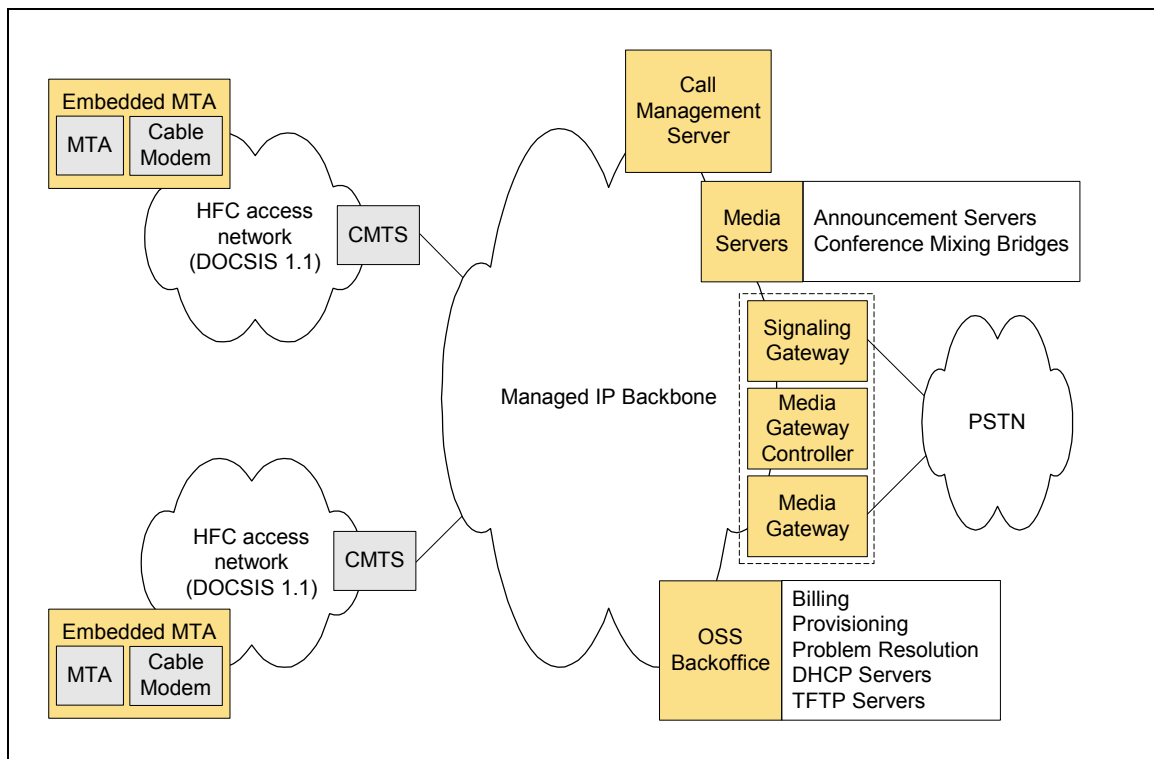 Embedded MTA
MTA
Cable
Modem
HFC access
network
(DOCSIS 1.1)
CMTS
Call
Management
Server
Media
Servers
Announcement Servers
Conference Mixing Bridges
Signaling
Gateway
Managed IP Backbone
Media
Gateway
Controller
PSTN
Media
Gateway
HFC access
network
(DOCSIS 1.1)
CMTS
Embedded MTA
MTA
Cable
Modem
OSS
Backoffice
Billing
Provisioning
Problem Resolution
DHCP Servers
TFTP Servers